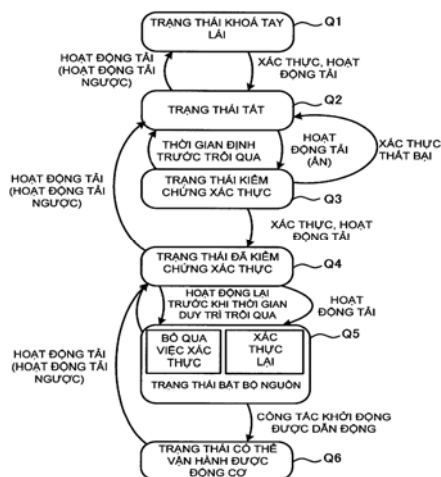 TRẠNG THÁI KHOÁ TAY
LÁI
Q1
HOẠT ĐỘNG TẢI
(HOẠT ĐỘNG TẢI
NGƯỢC)
XÁC THỰC, HOẠT
ĐỘNG TẢI
TRẠNG THÁI TẮT
Q2
THỜI GIAN ĐỊNH
TRƯỚC TRÔI QUA
HOẠT
ĐỘNG TẢI
(ẤN)
XÁC THỰC
THẤT BẠI
TRẠNG THÁI KIỂM
CHỨNG XÁC THỰC
Q3
HOẠT ĐỘNG TẢI
(HOẠT ĐỘNG TẢI
NGƯỢC)
XÁC THỰC, HOẠT
ĐỘNG TẢI
TRẠNG THÁI ĐÃ KIỂM
CHỨNG XÁC THỰC
Q4
HOẠT ĐỘNG LẠI
TRƯỚC KHI THỜI GIAN
DUY TRÌ TRÔI QUA
HOẠT
ĐỘNG TẢI
Q5
BỎ QUA
VIỆC XÁC
THỰC
XÁC
THỰC
LẠI
TRẠNG THÁI BẬT BỘ NGUỒN
HOẠT ĐỘNG TẢI
(HOẠT ĐỘNG TẢI
NGƯỢC)
CÔNG TẮC KHỞI ĐỘNG
ĐƯỢC DẪN ĐỘNG
TRẠNG THÁI CÓ THỂ
VẬN HÀNH ĐƯỢC
ĐỘNG CƠ
Q6